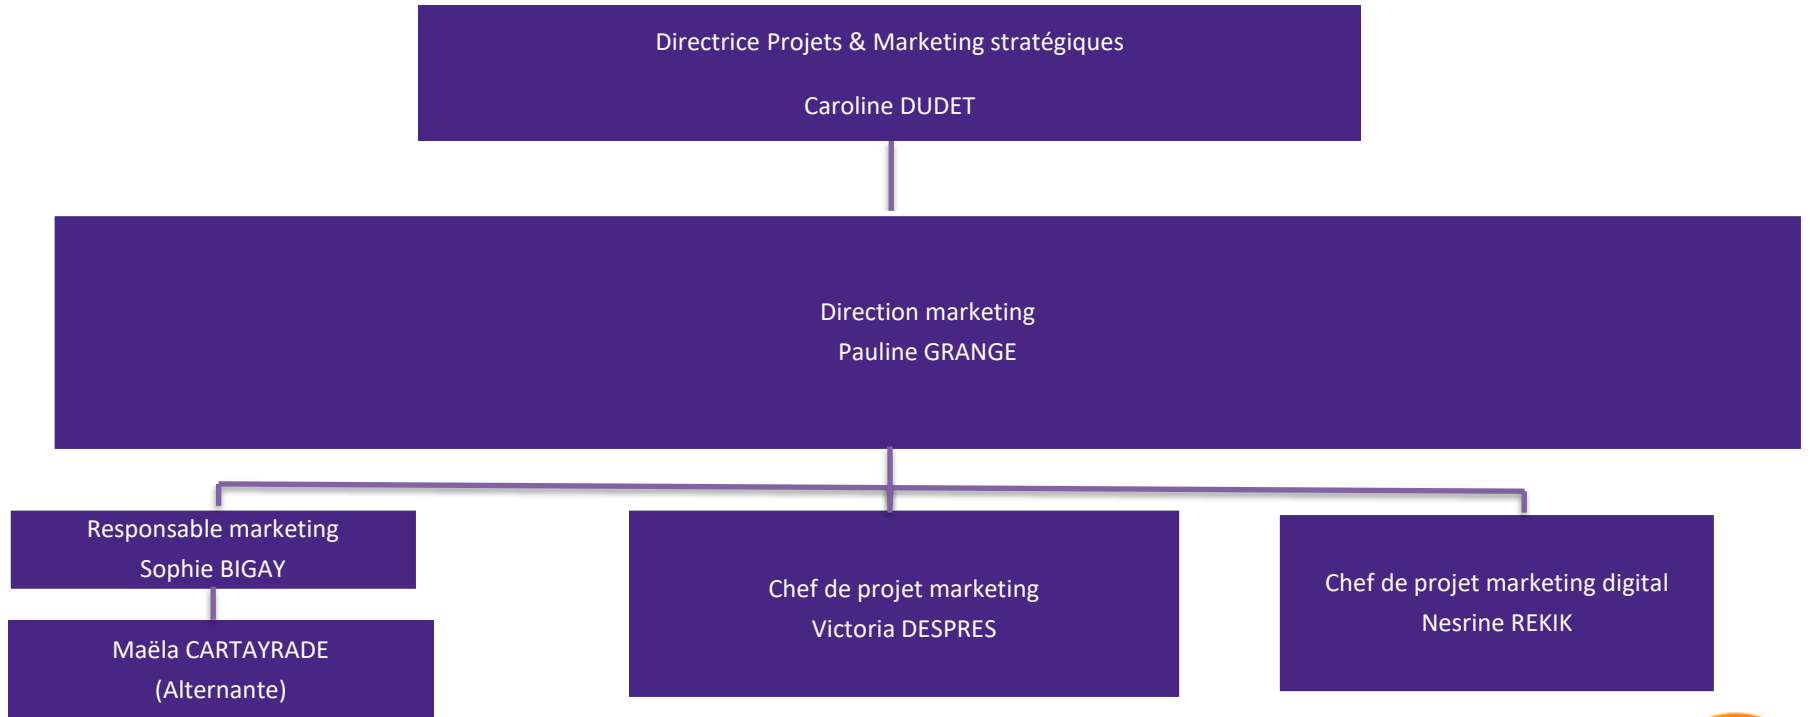 Directrice Projets & Marketing stratégiques
Caroline DUDET
Direction marketing
Pauline GRANGE
Responsable marketing
Sophie BIGAY
Maëla CARTAYRADE
(Alternante)
Chef de projet marketing
Victoria DESPRES
Chef de projet marketing digital
Nesrine REKIK